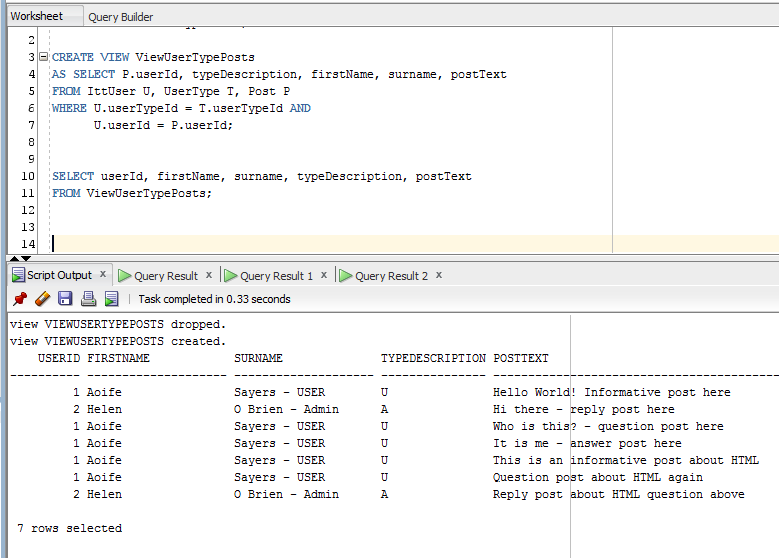 Worksheet Query Builder
2
3 CREATE VIEW ViewUserTypePosts
4 AS SELECT P.userId, typeDescription, firstName, surname, postText
5 FROM IttUser U, UserType T, Post P
6 WHERE U.userTypeId = T.userTypeId AND
7 U.userId = P.userId;
8
9
10 SELECT userId, firstName, surname, typeDescription, postText
11 FROM ViewUserTypePosts;
12
13
14
Script Output x Query Result x Query Result 1 x Query Result 2 x
Task completed in 0.33 seconds
view VIEWUSERTYPEPOSTS dropped.
view VIEWUSERTYPEPOSTS created.
USERID FIRSTNAME SURNAME TYPEDESCRIPTION POSTTEXT
---------- -------------------- -------------------- --------------- ----------------------------------------
1 Aoife Sayers - USER U Hello World! Informative post here
2 Helen O Brien - Admin A Hi there - reply post here
1 Aoife Sayers - USER U Who is this? - question post here
1 Aoife Sayers - USER U It is me - answer post here
1 Aoife Sayers - USER U This is an informative post about HTML
1 Aoife Sayers - USER U Question post about HTML again
2 Helen O Brien - Admin A Reply post about HTML question above
7 rows selected